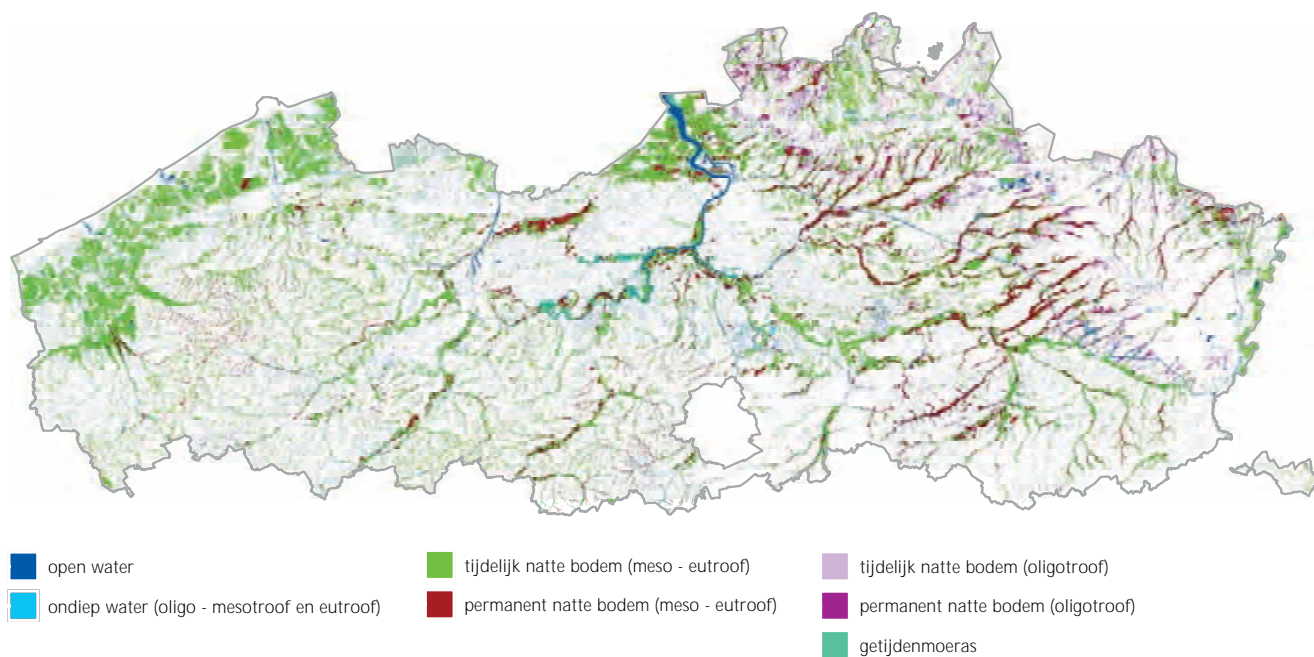 open water
ondiep water (oligo - mesotroof en eutroof)
tijdelijk natte bodem (meso - eutroof)
permanent natte bodem (meso - eutroof)
tijdelijk natte bodem (oligotroof)
permanent natte bodem (oligotroof)
getijdenmoeras